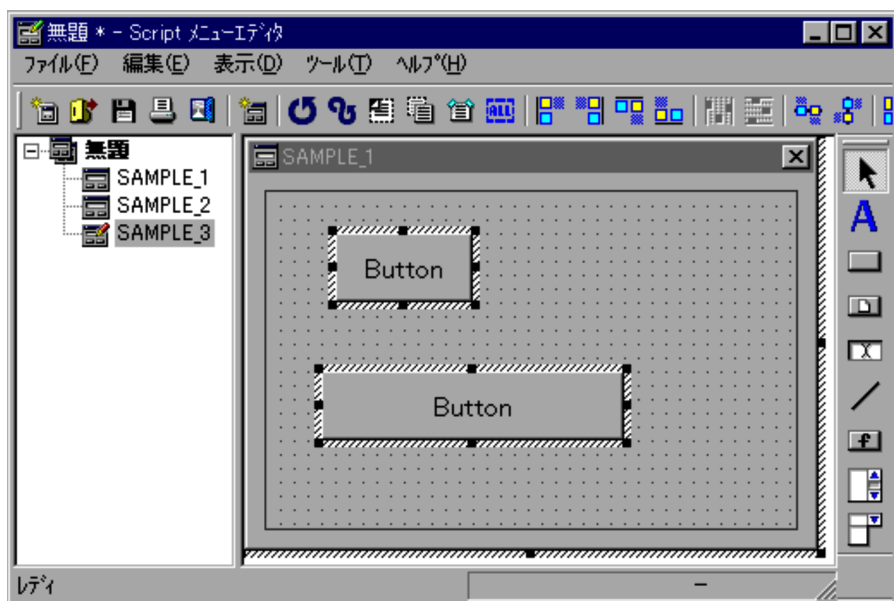 無題 * - Script ﾒﾆｭｰｴﾃﾞｨﾀ
ﾌｧｲﾙ(F) 編集(E) 表示(D) ﾂｰﾙ(T) ﾍﾙﾌﾟ(H)
ALL
無題
SAMPLE_1
SAMPLE_2
SAMPLE_3
SAMPLE_1
Button
Button
A
f
ﾚﾃﾞｨ